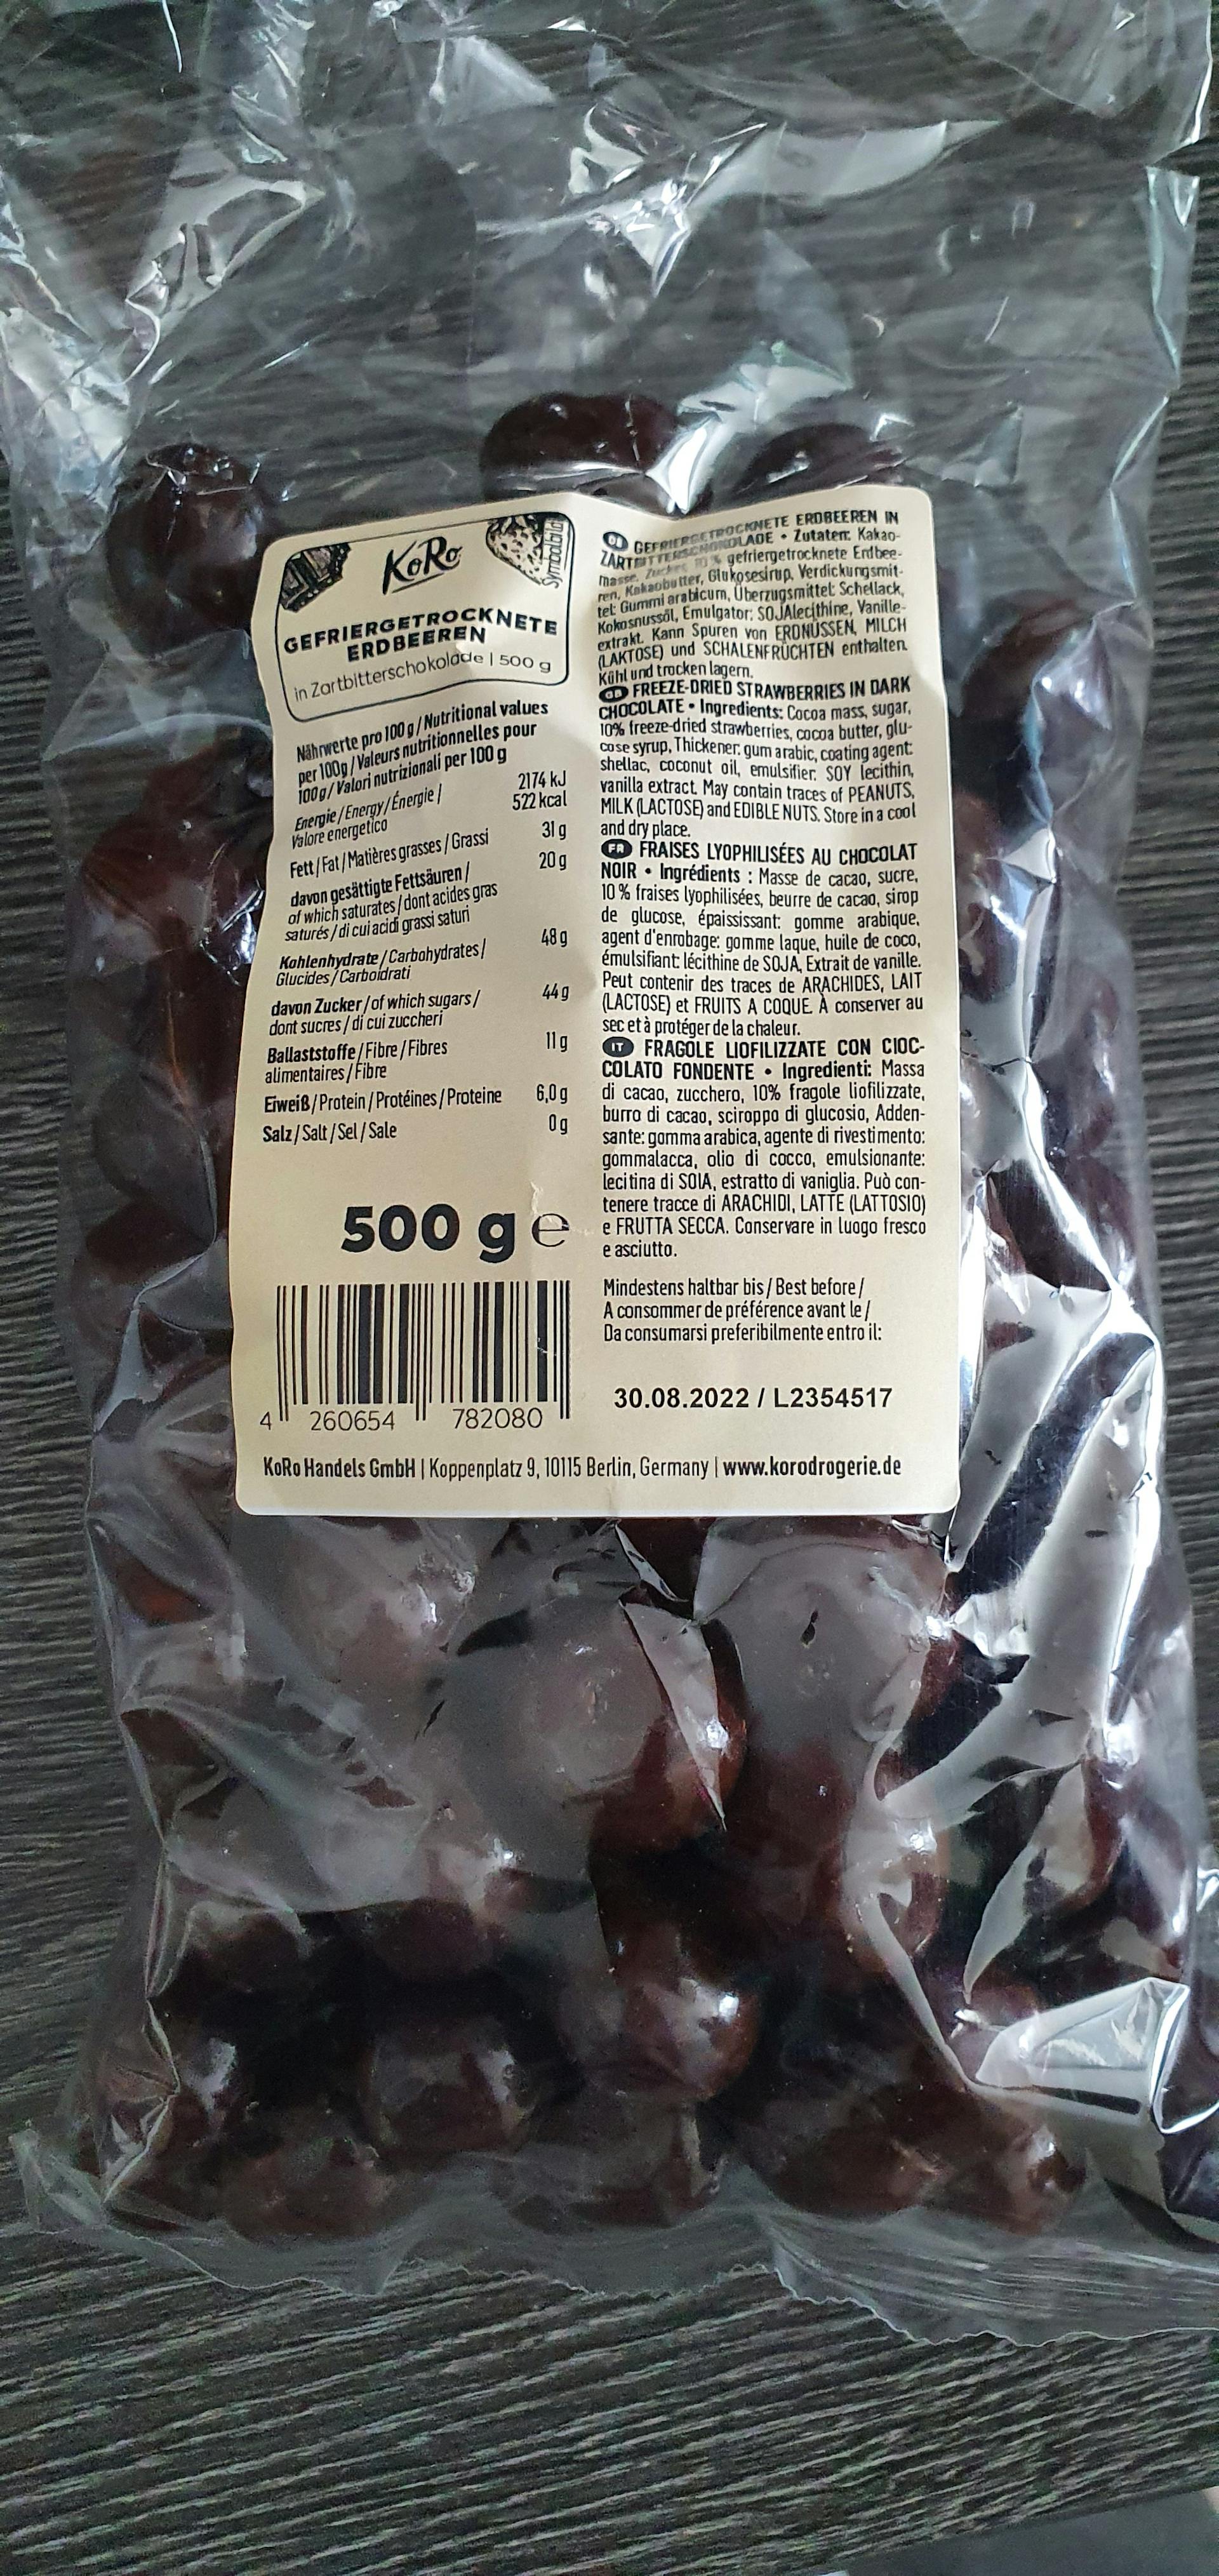 KoRo
Symbolbild
GEFRIERGETROCKNETE
ERDBEEREN
in Zartbitterschokolade | 500 g
Nährwerte pro 100 g / Nutritional values
per 100g / Valeurs nutritionnelles pour
100g / Valori nutrizionali per 100 g
Energie / Energy / Énergie / 2174 kJ
Valore energetico 522 kcal
Fett / Fat / Matières grasses / Grassi 31 g
davon gesättigte Fettsäuren / 20 g
of which saturates / dont acides gras
saturés / di cui acidi grassi saturi
Kohlenhydrate / Carbohydrates / 48 g
Glucides / Carboidrati
davon Zucker / of which sugars / 44 g
dont sucres / di cui zuccheri
Ballaststoffe / Fibre / Fibres 11 g
alimentaires / Fibre
Eiweiß / Protein / Protéines / Proteine 6,0 g
Salz / Salt / Sel / Sale 0 g
500 g e
4 260654 782080
GEFRIERGETROCKNETE ERDBEEREN IN
ZARTBITTERSCHOKOLADE • Zutaten: Kakao-
masse, Zucker, 10 % gefriergetrocknete Erdbee-
ren, Kakaobutter, Glukosesirup, Verdickungsmit-
tel: Gummi arabicum, Überzugsmittel: Schellack,
Kokosnussöl, Emulgator: SOJAlecithine, Vanille-
extrakt. Kann Spuren von ERDNÜSSEN, MILCH
(LAKTOSE) und SCHALENFRÜCHTEN enthalten.
Kühl und trocken lagern.
GB FREEZE-DRIED STRAWBERRIES IN DARK
CHOCOLATE • Ingredients: Cocoa mass, sugar,
10% freeze-dried strawberries, cocoa butter, glu-
cose syrup, Thickener: gum arabic, coating agent:
shellac, coconut oil, emulsifier: SOY lecithin,
vanilla extract. May contain traces of PEANUTS,
MILK (LACTOSE) and EDIBLE NUTS. Store in a cool
and dry place.
FR FRAISES LYOPHILISÉES AU CHOCOLAT
NOIR • Ingrédients : Masse de cacao, sucre,
10 % fraises lyophilisées, beurre de cacao, sirop
de glucose, épaississant: gomme arabique,
agent d'enrobage: gomme laque, huile de coco,
émulsifiant: lécithine de SOJA, Extrait de vanille.
Peut contenir des traces de ARACHIDES, LAIT
(LACTOSE) et FRUITS A COQUE. À conserver au
sec et à protéger de la chaleur.
IT FRAGOLE LIOFILIZZATE CON CIOC-
COLATO FONDENTE • Ingredienti: Massa
di cacao, zucchero, 10% fragole liofilizzate,
burro di cacao, sciroppo di glucosio, Adden-
sante: gomma arabica, agente di rivestimento:
gommalacca, olio di cocco, emulsionante:
lecitina di SOIA, estratto di vaniglia. Può con-
tenere tracce di ARACHIDI, LATTE (LATTOSIO)
e FRUTTA SECCA. Conservare in luogo fresco
e asciutto.
Mindestens haltbar bis / Best before /
A consommer de préférence avant le /
Da consumarsi preferibilmente entro il:
30.08.2022 / L2354517
KoRo Handels GmbH | Koppenplatz 9, 10115 Berlin, Germany | www.korodrogerie.de